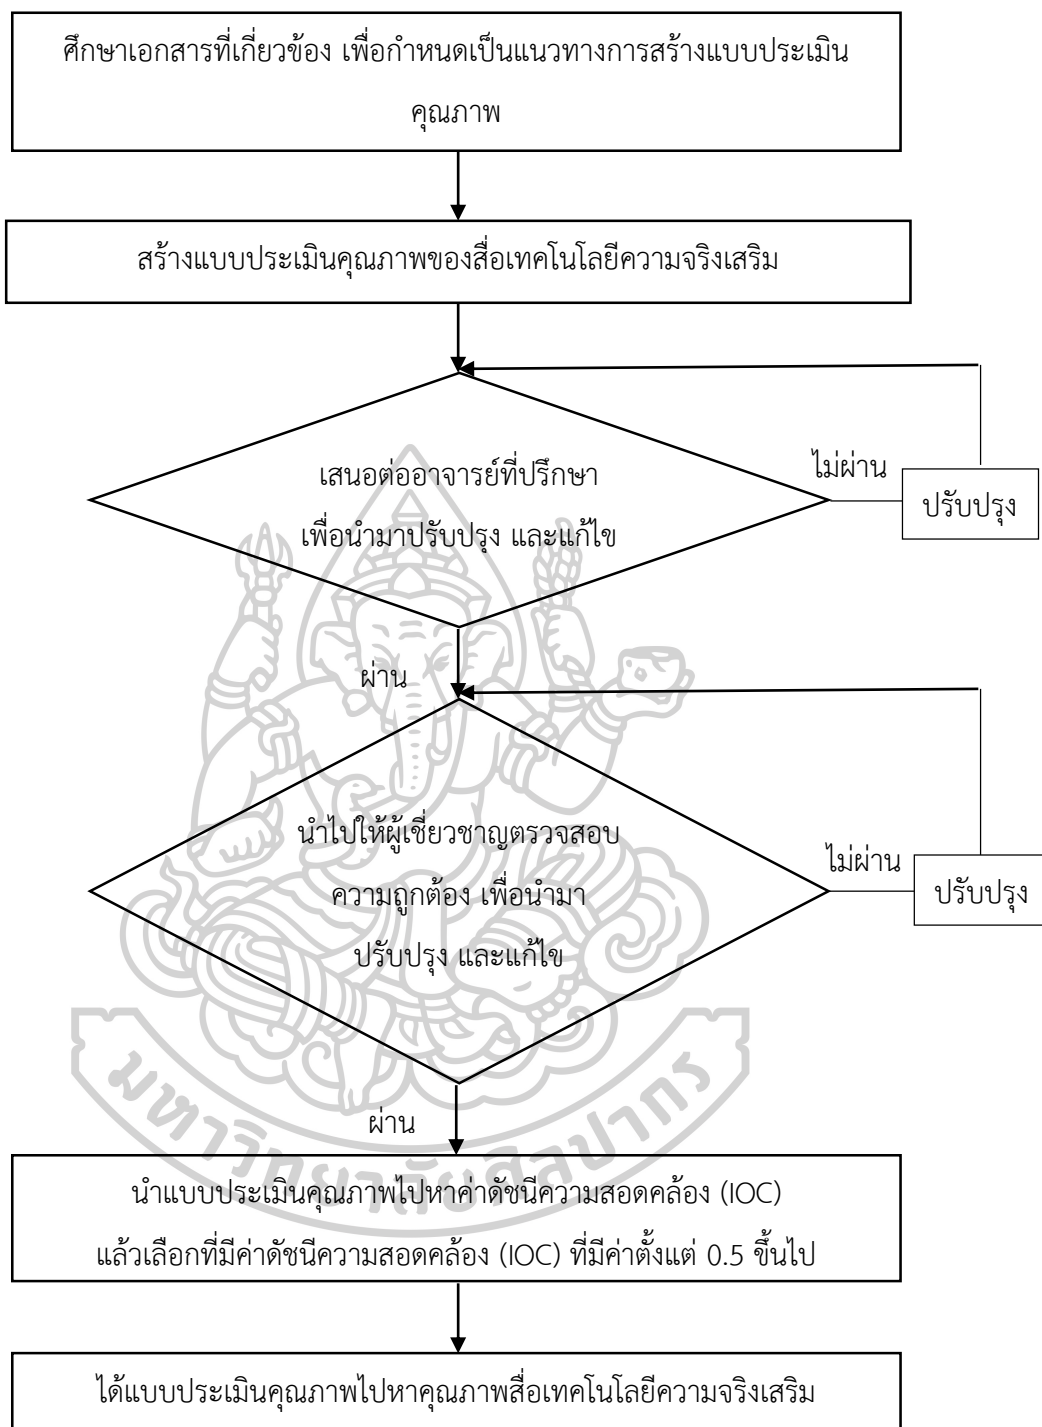 ศึกษาเอกสารที่เกี่ยวข้อง เพื่อกำหนดเป็นแนวทางการสร้างแบบประเมิน
คุณภาพ
สร้างแบบประเมินคุณภาพของสื่อเทคโนโลยีความจริงเสริม
เสนอต่ออาจารย์ที่ปรึกษา
เพื่อนำมาปรับปรุง และแก้ไข
ไม่ผ่าน
ปรับปรุง
ผ่าน
นำไปให้ผู้เชี่ยวชาญตรวจสอบ
ความถูกต้อง เพื่อนำมา
ปรับปรุง และแก้ไข
ไม่ผ่าน
ปรับปรุง
มหาวิทยาลัยศิลปากร
ผ่าน
นำแบบประเมินคุณภาพไปหาค่าดัชนีความสอดคล้อง (IOC)
แล้วเลือกที่มีค่าดัชนีความสอดคล้อง (IOC) ที่มีค่าตั้งแต่ 0.5 ขึ้นไป
ได้แบบประเมินคุณภาพไปหาคุณภาพสื่อเทคโนโลยีความจริงเสริม